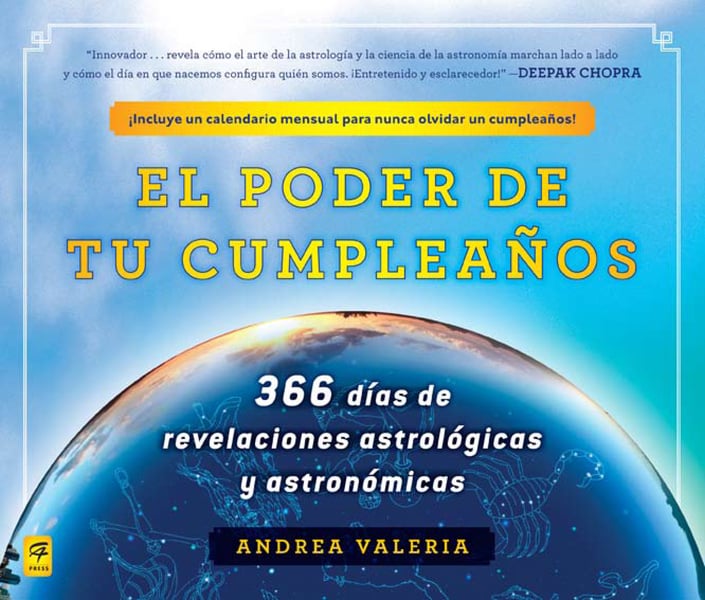 “Innovador . . . revela cómo el arte de la astrología y la ciencia de la astronomía marchan lado a lado
y cómo el día en que nacemos configura quién somos. ¡Entretenido y esclarecedor!” —DEEPAK CHOPRA
¡Incluye un calendario mensual para nunca olvidar un cumpleaños!
EL PODER DE
TU CUMPLEAÑOS
366 días de
revelaciones astrológicas
y astronómicas
ANDREA VALERIA
PRESS